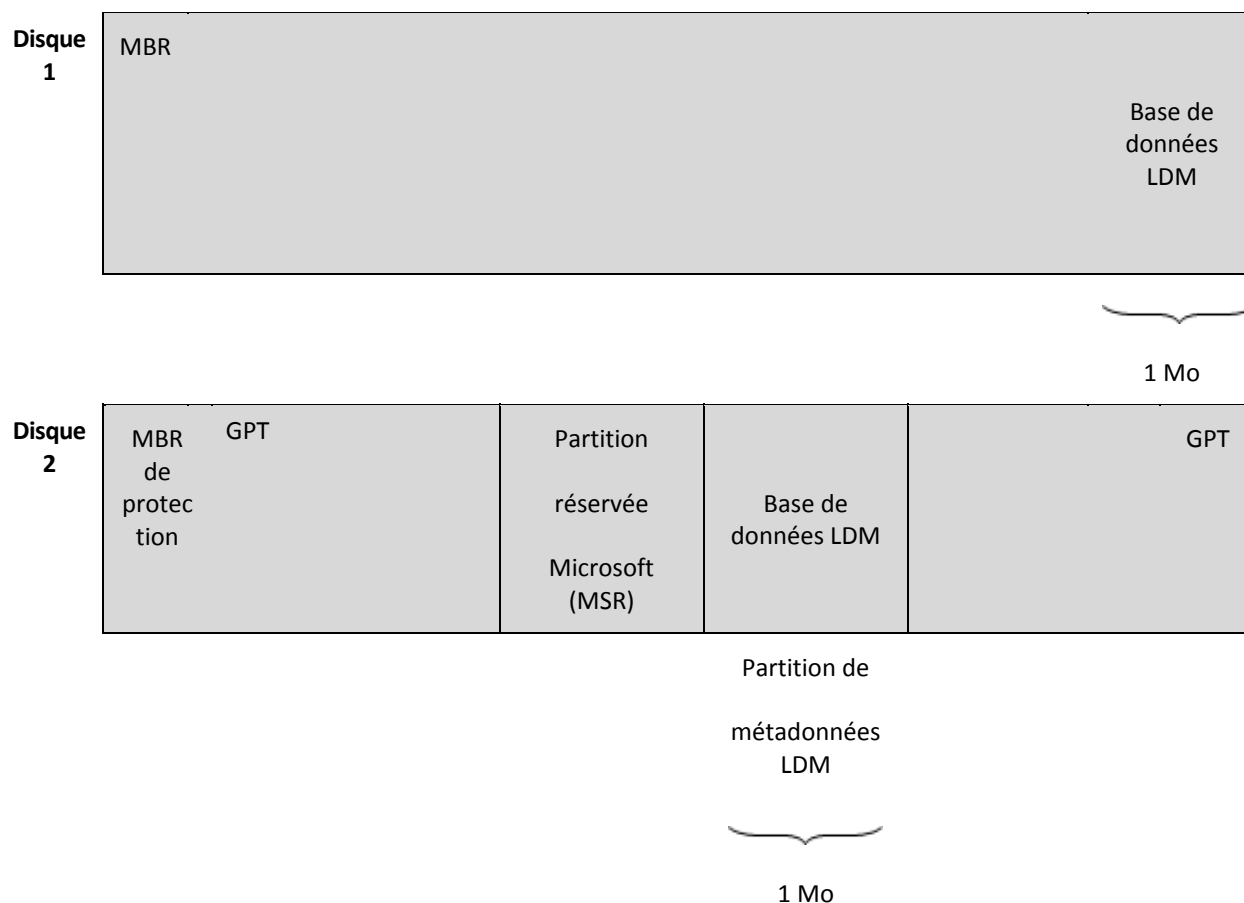 Disque
1
MBR
Base de
données
LDM
1 Mo
Disque
2
MBR
de
protec
tion
GPT
Partition
réservée
Microsoft
(MSR)
Base de
données LDM
GPT
Partition de
métadonnées
LDM
1 Mo